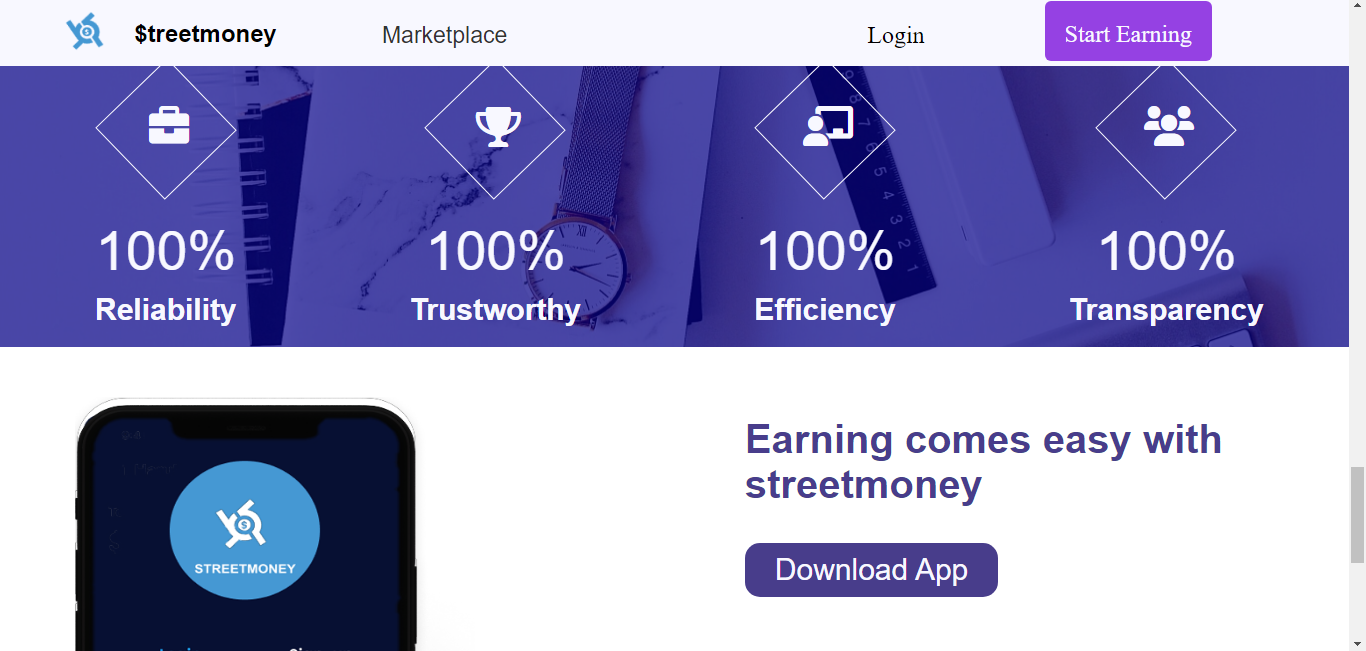 $treetmoney
Marketplace
Login
Start Earning
100%
100%
100%
100%
Reliability
Trustworthy
Efficiency
Transparency
Earning comes easy with
streetmoney
STREETMONEY
Download App